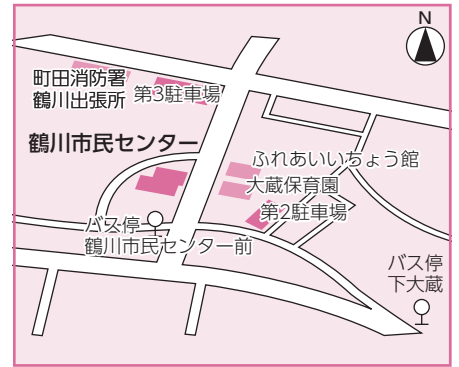 N
町田消防署
鶴川出張所
第3駐車場
鶴川市民センター
ふれあいいちょう館
大蔵保育園
第2駐車場
バス停
鶴川市民センター前
バス停
下大蔵